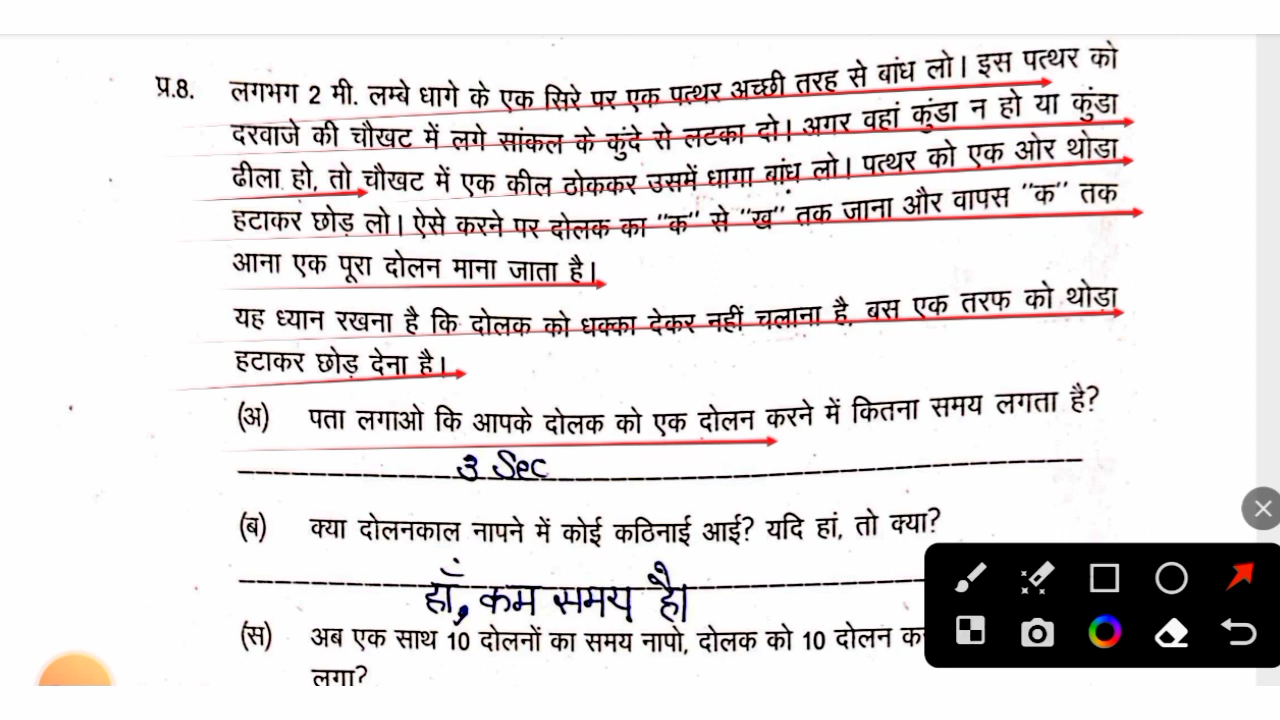 प्र.8. लगभग 2 मी. लम्बे धागे के एक सिरे पर एक पत्थर अच्छी तरह से बांध लो। इस पत्थर को
दरवाजे की चौखट में लगे सांकल के कुंदे से लटका दो। अगर वहां कुंडा न हो या कुंडा
ढीला हो, तो चौखट में एक कील ठोककर उसमें धागा बांध लो। पत्थर को एक ओर थोडा
हटाकर छोड़ लो। ऐसे करने पर दोलक का "क" से "ख" तक जाना और वापस "क" तक
आना एक पूरा दोलन माना जाता है।
यह ध्यान रखना है कि दोलक को धक्का देकर नहीं चलाना है, बस एक तरफ को थोड़ा
हटाकर छोड़ देना है।
(अ) पता लगाओ कि आपके दोलक को एक दोलन करने में कितना समय लगता है?
3 Sec
(ब) क्या दोलनकाल नापने में कोई कठिनाई आई? यदि हां, तो क्या?
हाँ, कम समय है।
(स) अब एक साथ 10 दोलनों का समय नापो, दोलक को 10 दोलन
लगा?